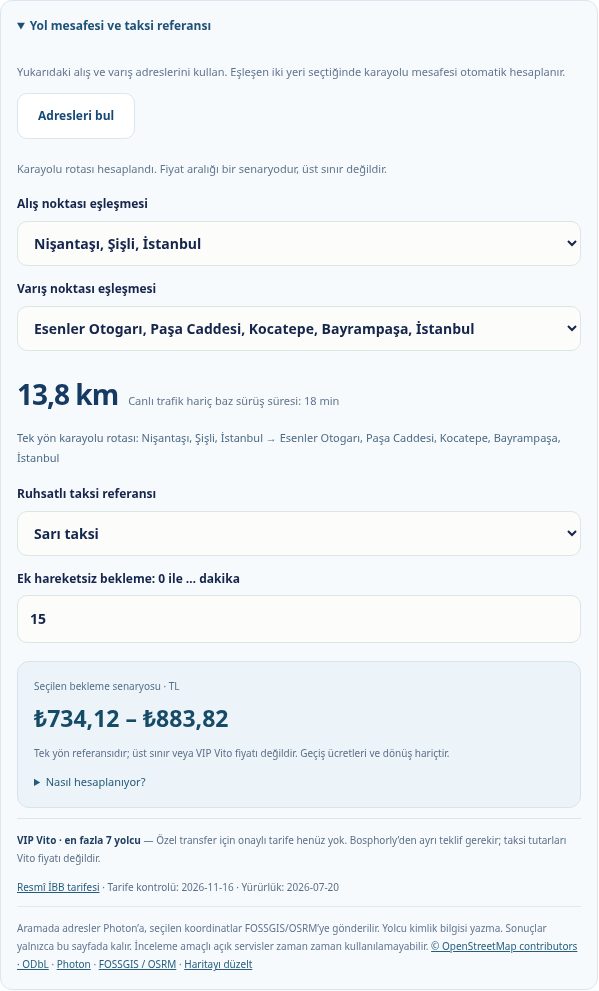 ▼ Yol mesafesi ve taksi referansı
Yukarıdaki alış ve varış adreslerini kullan. Eşleşen iki yeri seçtiğinde karayolu mesafesi otomatik hesaplanır.
Adresleri bul
Karayolu rotası hesaplandı. Fiyat aralığı bir senaryodur, üst sınır değildir.
Alış noktası eşleşmesi
Nişantaşı, Şişli, İstanbul
Varış noktası eşleşmesi
Esenler Otogarı, Paşa Caddesi, Kocatepe, Bayrampaşa, İstanbul
13,8 km Canlı trafik hariç baz sürüş süresi: 18 min
Tek yön karayolu rotası: Nişantaşı, Şişli, İstanbul → Esenler Otogarı, Paşa Caddesi, Kocatepe, Bayrampaşa,
İstanbul
Ruhsatlı taksi referansı
Sarı taksi
Ek hareketsiz bekleme: 0 ile … dakika
15
Seçilen bekleme senaryosu · TL
₺734,12 – ₺883,82
Tek yön referansıdır; üst sınır veya VIP Vito fiyatı değildir. Geçiş ücretleri ve dönüş hariçtir.
▶ Nasıl hesaplanıyor?
VIP Vito · en fazla 7 yolcu — Özel transfer için onaylı tarife henüz yok. Bosphorly’den ayrı teklif gerekir; taksi tutarları
Vito fiyatı değildir.
Resmî İBB tarifesi · Tarife kontrolü: 2026-11-16 · Yürürlük: 2026-07-20
Aramada adresler Photon’a, seçilen koordinatlar FOSSGIS/OSRM’ye gönderilir. Yolcu kimlik bilgisi yazma. Sonuçlar
yalnızca bu sayfada kalır. İnceleme amaçlı açık servisler zaman zaman kullanılamayabilir. © OpenStreetMap contributors
· ODbL · Photon · FOSSGIS / OSRM · Haritayı düzelt